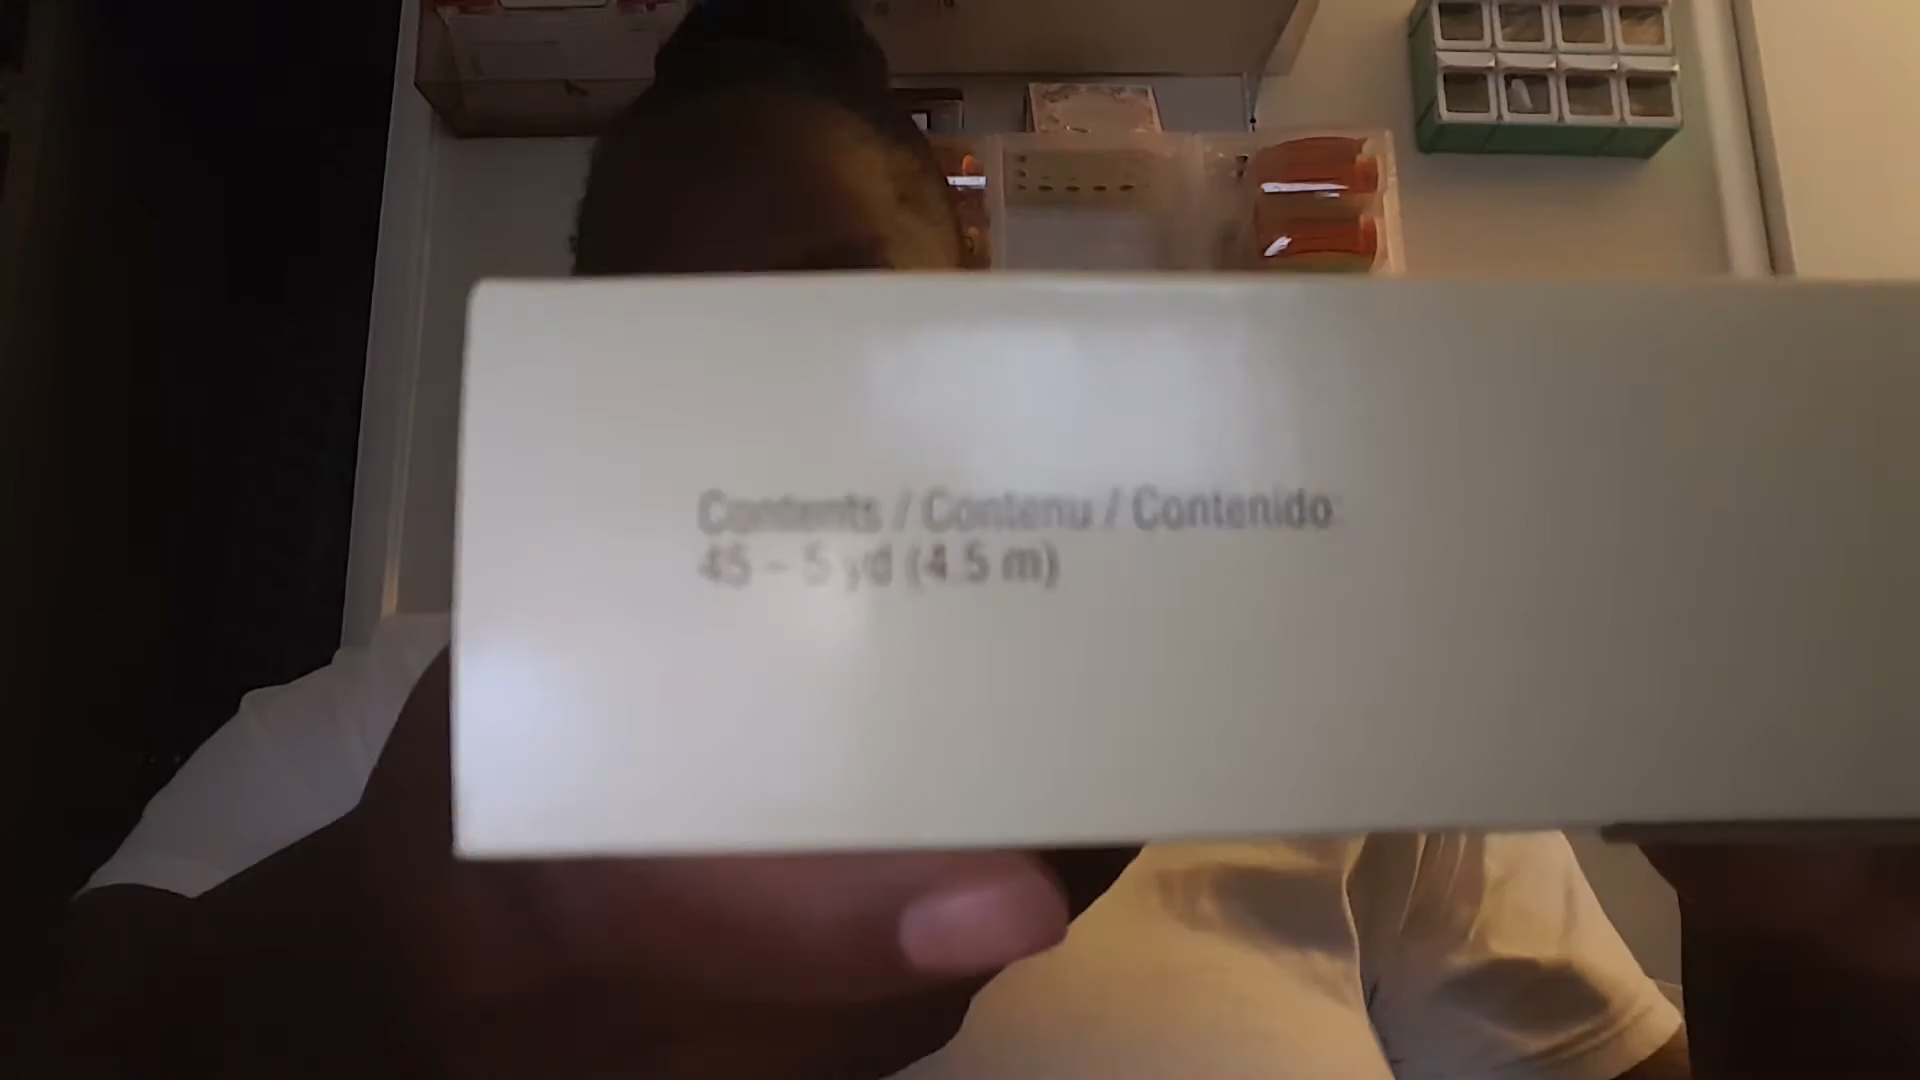 Contents / Contenu / Contenido:
45 – 5 yd (4.5 m)